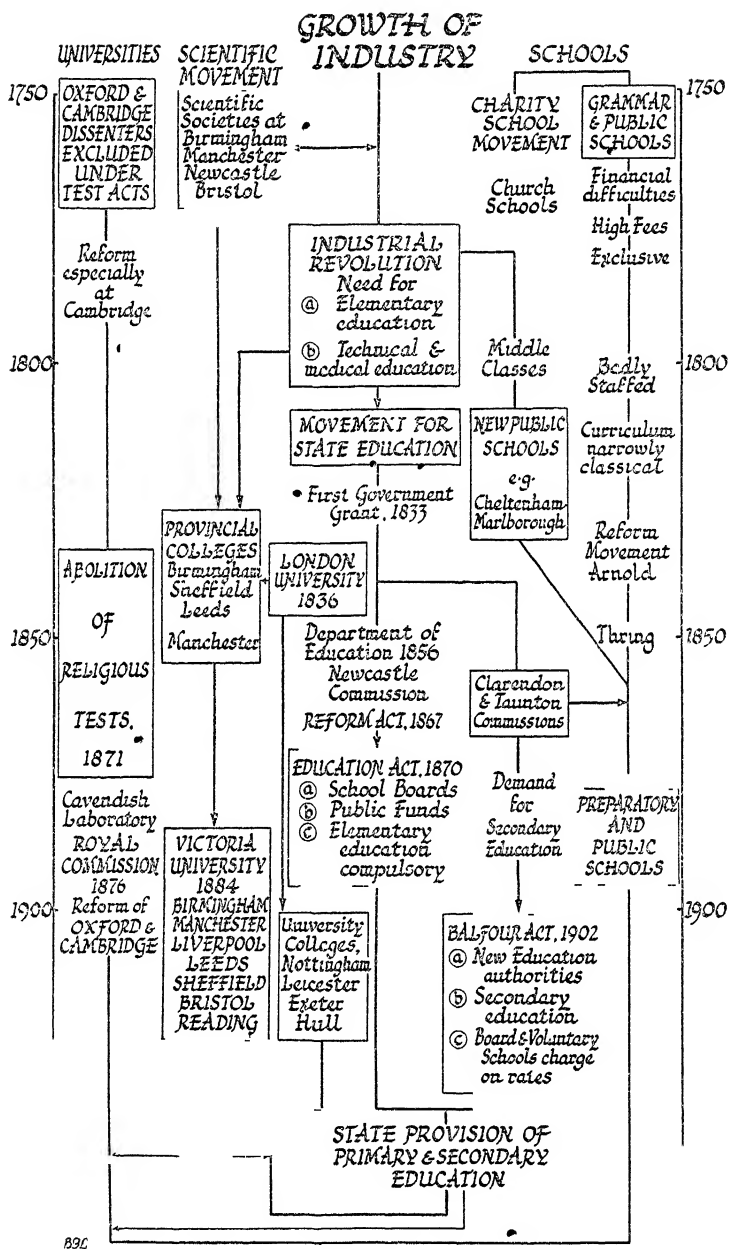 GROWTH OF
INDUSTRY
UNIVERSITIES
SCIENTIFIC
MOVEMENT
SCHOOLS
1750
1750
OXFORD &
CAMBRIDGE
DISSENTERS
EXCLUDED
UNDER
TEST ACTS
Scientific
Societies at
Birmingham
Manchester
Newcastle
Bristol
CHARITY
SCHOOL
MOVEMENT
Church
Schools
GRAMMAR
& PUBLIC
SCHOOLS
Financial
difficulties
High Fees
Exclusive
Reform
especially
at
Cambridge
INDUSTRIAL
REVOLUTION
Need for
ⓐ Elementary
education
ⓑ Technical &
medical education
Middle
Classes
1800
1800
Badly
Staffed
Curriculum
narrowly
classical
MOVEMENT FOR
STATE EDUCATION
NEW PUBLIC
SCHOOLS
e.g.
Cheltenham
Marlborough
First Government
Grant, 1833
PROVINCIAL
COLLEGES
Birmingham
Sheffield
Leeds
Manchester
LONDON
UNIVERSITY
1836
Reform
Movement
Arnold
Thring
ABOLITION
OF
RELIGIOUS
TESTS,
1871
1850
1850
Department of
Education 1856
Newcastle
Commission
REFORM ACT, 1867
Clarendon
& Taunton
Commissions
EDUCATION ACT, 1870
ⓐ School Boards
ⓑ Public Funds
ⓒ Elementary
education
compulsory
Demand
for
Secondary
Education
PREPARATORY
AND
PUBLIC
SCHOOLS
Cavendish
Laboratory
ROYAL
COMMISSION
1876
Reform of
OXFORD &
CAMBRIDGE
VICTORIA
UNIVERSITY
1884
BIRMINGHAM
MANCHESTER
LIVERPOOL
LEEDS
SHEFFIELD
BRISTOL
READING
1900
1900
University
Colleges,
Nottingham
Leicester
Exeter
Hull
BALFOUR ACT, 1902
ⓐ New Education
authorities
ⓑ Secondary
education
ⓒ Board & Voluntary
Schools charge
on rates
STATE PROVISION OF
PRIMARY & SECONDARY
EDUCATION